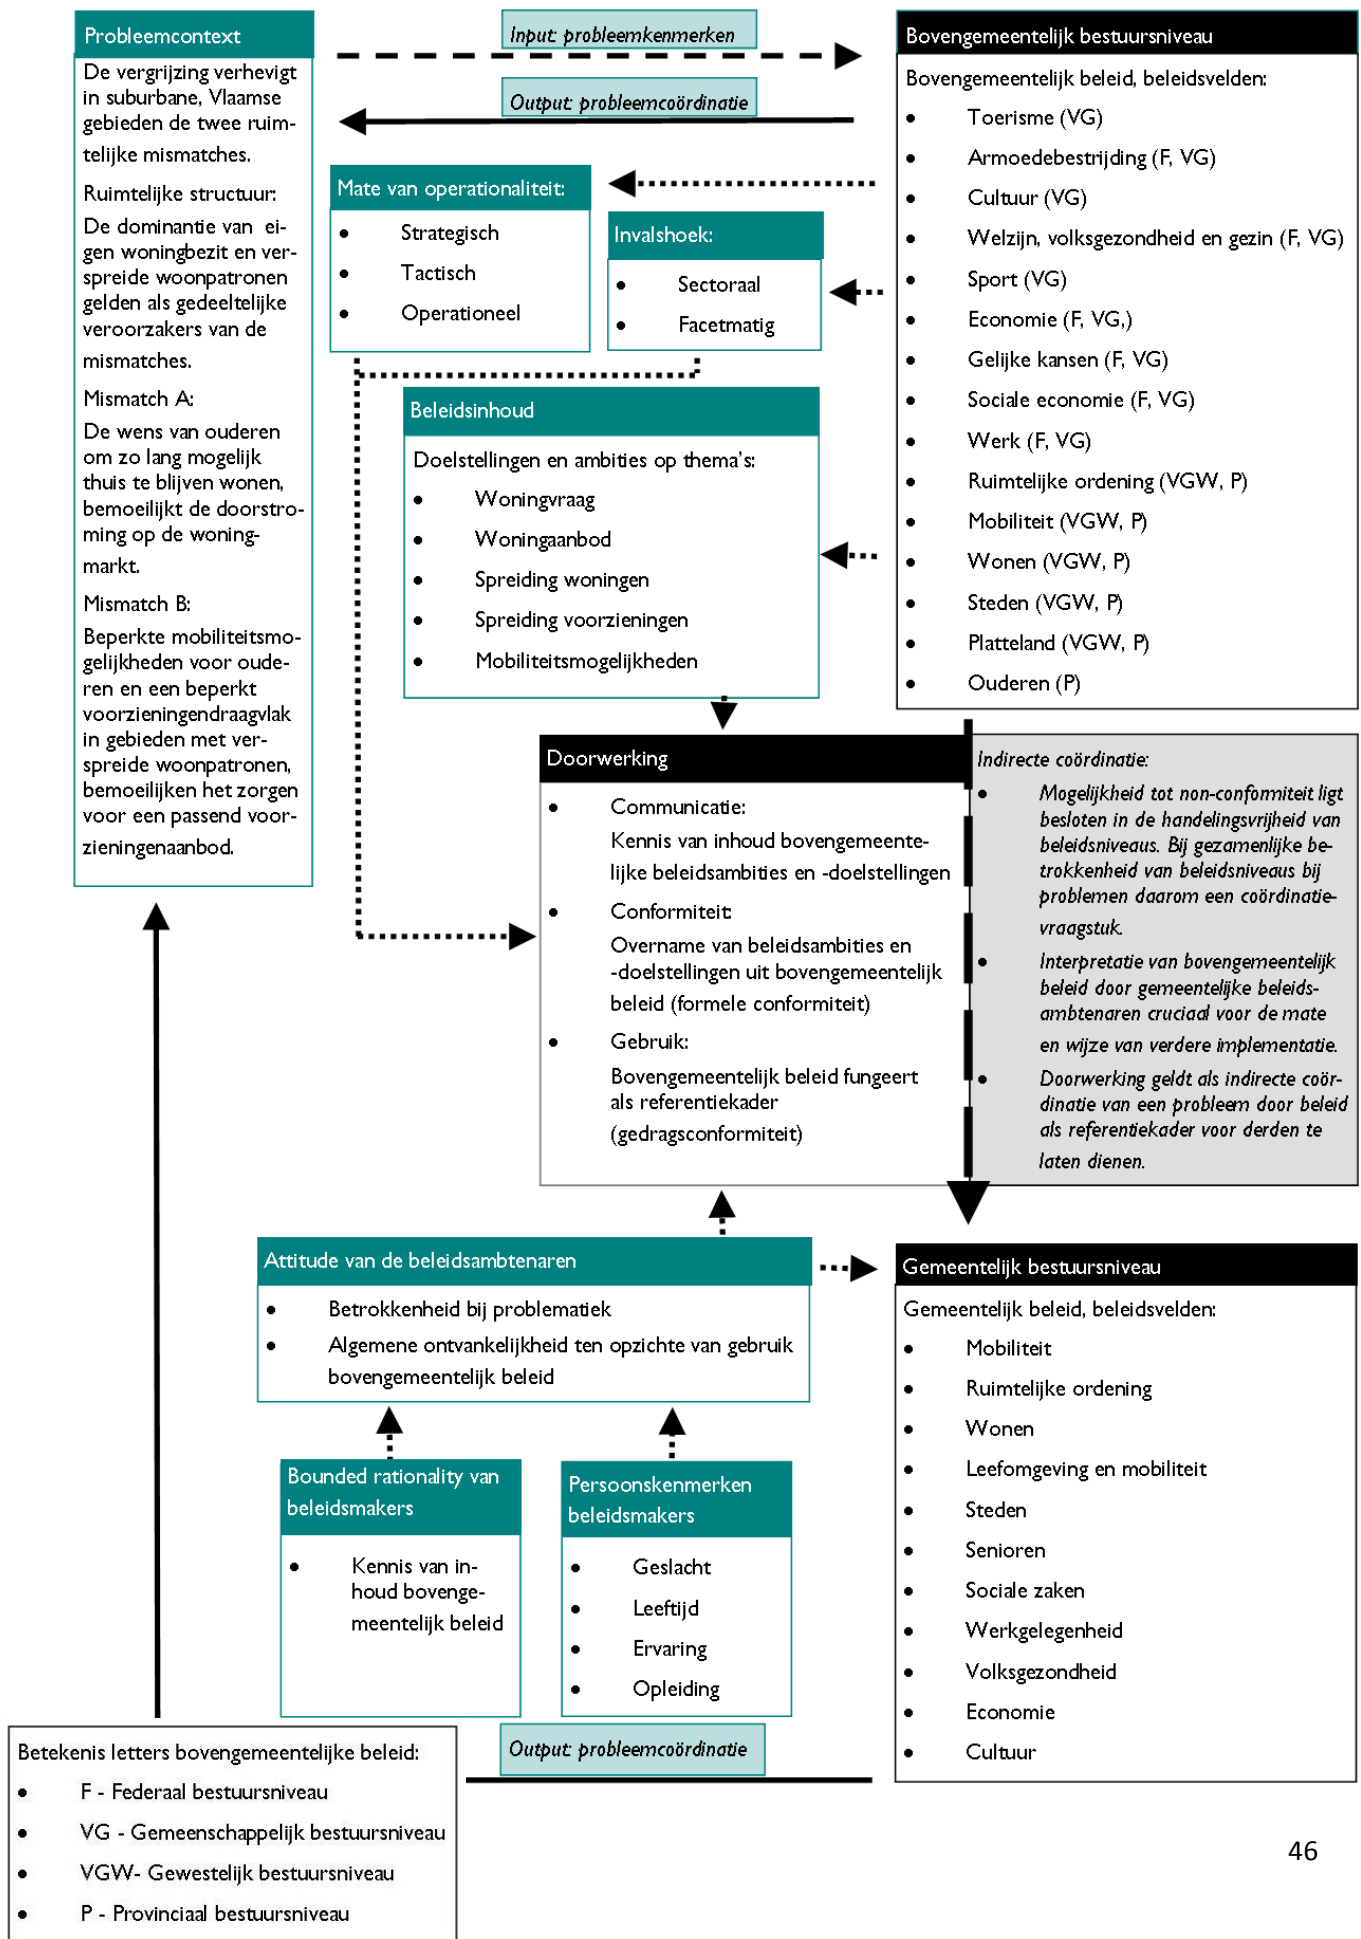 Probleemcontext
De vergrijzing verhevigt
in suburbane, Vlaamse
gebieden de twee ruim-
telijke mismatches.
Ruimtelijke structuur:
De dominantie van ei-
gen woningbezit en ver-
spreide woonpatronen
gelden als gedeeltelijke
veroorzakers van de
mismatches.
Mismatch A:
De wens van ouderen
om zo lang mogelijk
thuis te blijven wonen,
bemoeilijkt de doorstro-
ming op de woning-
markt.
Mismatch B:
Beperkte mobiliteitsmo-
gelijkheden voor oude-
ren en een beperkt
voorzieningendraagvlak
in gebieden met ver-
spreide woonpatronen,
bemoeilijken het zorgen
voor een passend voor-
zieningenaanbod.
Input: probleemkenmerken
Output: probleemcoördinatie
Bovengemeentelijk bestuursniveau
Bovengemeentelijk beleid, beleidsvelden:
• Toerisme (VG)
• Armoedebestrijding (F, VG)
• Cultuur (VG)
• Welzijn, volksgezondheid en gezin (F, VG)
• Sport (VG)
• Economie (F, VG,)
• Gelijke kansen (F, VG)
• Sociale economie (F, VG)
• Werk (F, VG)
• Ruimtelijke ordening (VGW, P)
• Mobiliteit (VGW, P)
• Wonen (VGW, P)
• Steden (VGW, P)
• Platteland (VGW, P)
• Ouderen (P)
Mate van operationaliteit:
• Strategisch
• Tactisch
• Operationeel
Invalshoek:
• Sectoraal
• Facetmatig
Beleidsinhoud
Doelstellingen en ambities op thema's:
• Woningvraag
• Woningaanbod
• Spreiding woningen
• Spreiding voorzieningen
• Mobiliteitsmogelijkheden
Doorwerking
• Communicatie:
Kennis van inhoud bovengemeente-
lijke beleidsambities en -doelstellingen
• Conformiteit:
Overname van beleidsambities en
-doelstellingen uit bovengemeentelijk
beleid (formele conformiteit)
• Gebruik:
Bovengemeentelijk beleid fungeert
als referentiekader
(gedragsconformiteit)
Indirecte coördinatie:
• Mogelijkheid tot non-conformiteit ligt
besloten in de handelingsvrijheid van
beleidsniveaus. Bij gezamenlijke be-
trokkenheid van beleidsniveaus bij
problemen daarom een coördinatie-
vraagstuk.
• Interpretatie van bovengemeentelijk
beleid door gemeentelijke beleids-
ambtenaren cruciaal voor de mate
en wijze van verdere implementatie.
• Doorwerking geldt als indirecte coör-
dinatie van een probleem door beleid
als referentiekader voor derden te
laten dienen.
Attitude van de beleidsambtenaren
• Betrokkenheid bij problematiek
• Algemene ontvankelijkheid ten opzichte van gebruik
bovengemeentelijk beleid
Bounded rationality van
beleidsmakers
• Kennis van in-
houd bovenge-
meentelijk beleid
Persoonskenmerken
beleidsmakers
• Geslacht
• Leeftijd
• Ervaring
• Opleiding
Gemeentelijk bestuursniveau
Gemeentelijk beleid, beleidsvelden:
• Mobiliteit
• Ruimtelijke ordening
• Wonen
• Leefomgeving en mobiliteit
• Steden
• Senioren
• Sociale zaken
• Werkgelegenheid
• Volksgezondheid
• Economie
• Cultuur
Output: probleemcoördinatie
Betekenis letters bovengemeentelijke beleid:
• F - Federaal bestuursniveau
• VG - Gemeenschappelijk bestuursniveau
• VGW- Gewestelijk bestuursniveau
• P - Provinciaal bestuursniveau
46